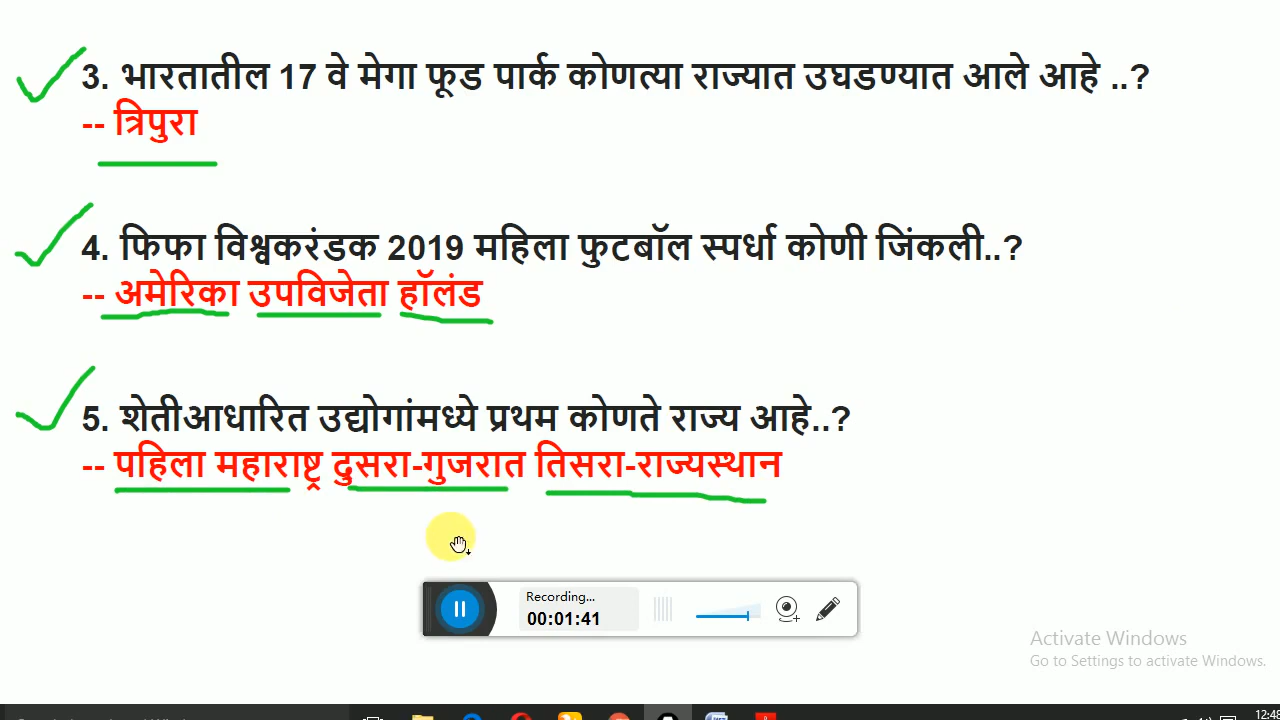 3. भारतातील 17 वे मेगा फूड पार्क कोणत्या राज्यात उघडण्यात आले आहे ..?
-- त्रिपुरा
4. फिफा विश्वकरंडक 2019 महिला फुटबॉल स्पर्धा कोणी जिंकली..?
-- अमेरिका उपविजेता हॉलंड
5. शेतीआधारित उद्योगांमध्ये प्रथम कोणते राज्य आहे..?
-- पहिला महाराष्ट्र दुसरा-गुजरात तिसरा-राज्यस्थान
Recording...
00:01:41
Activate Windows
Go to Settings to activate Windows.
12:48